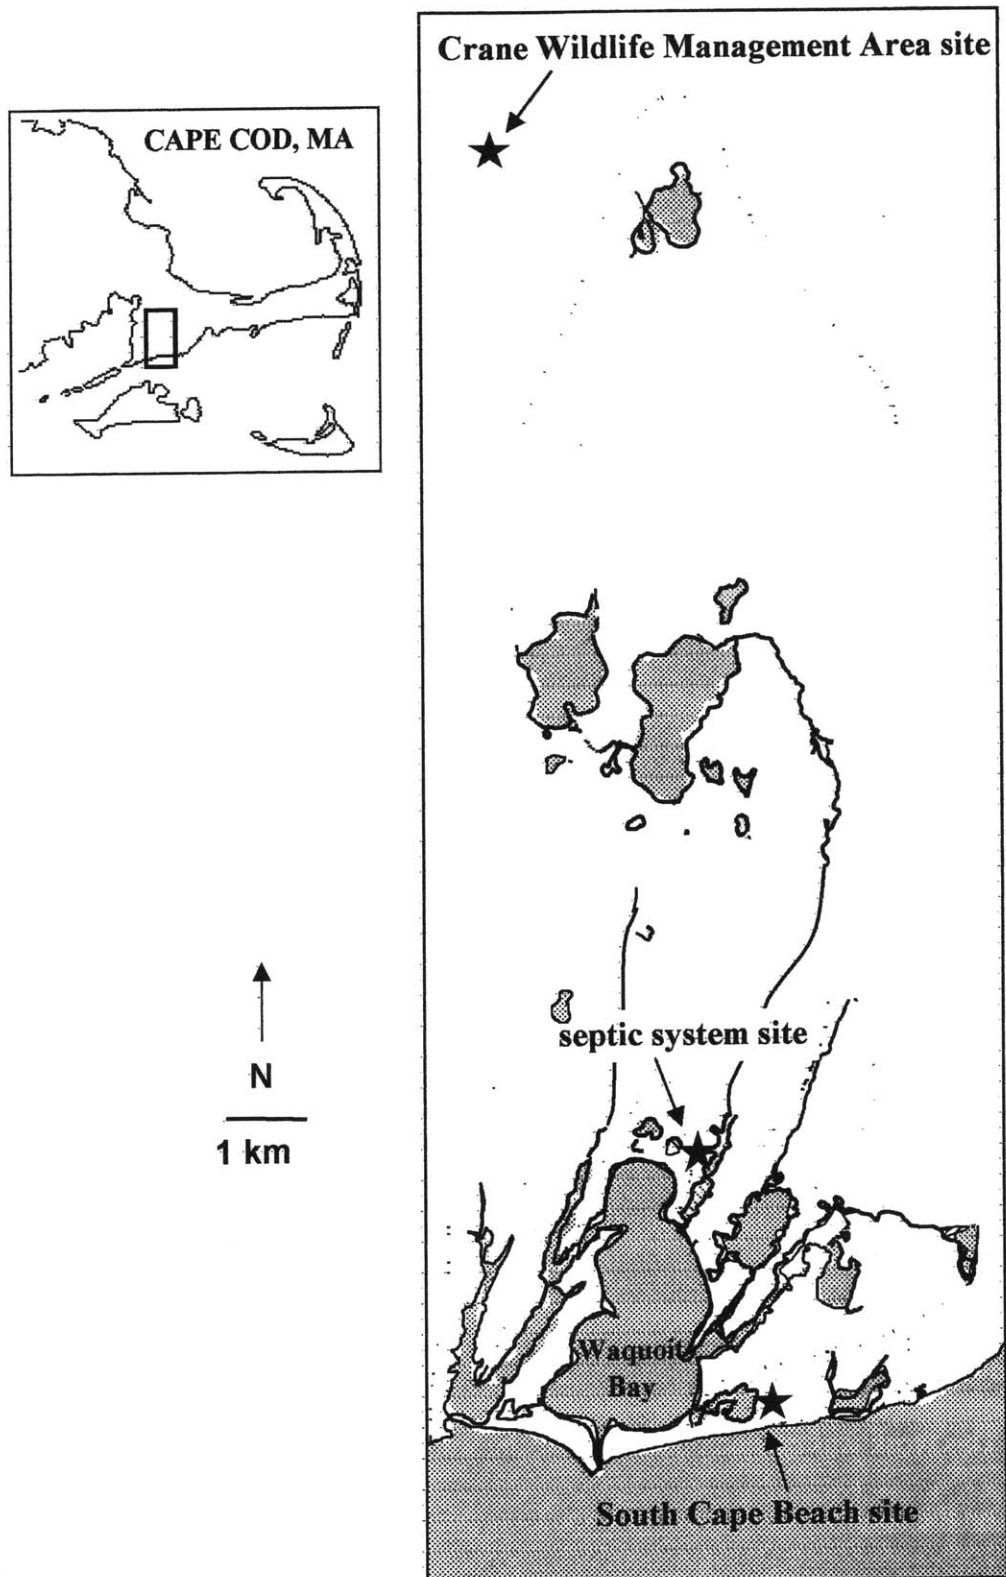 Crane Wildlife Management Area site
CAPE COD, MA
septic system site
N
1 km
Waquoit
Bay
South Cape Beach site